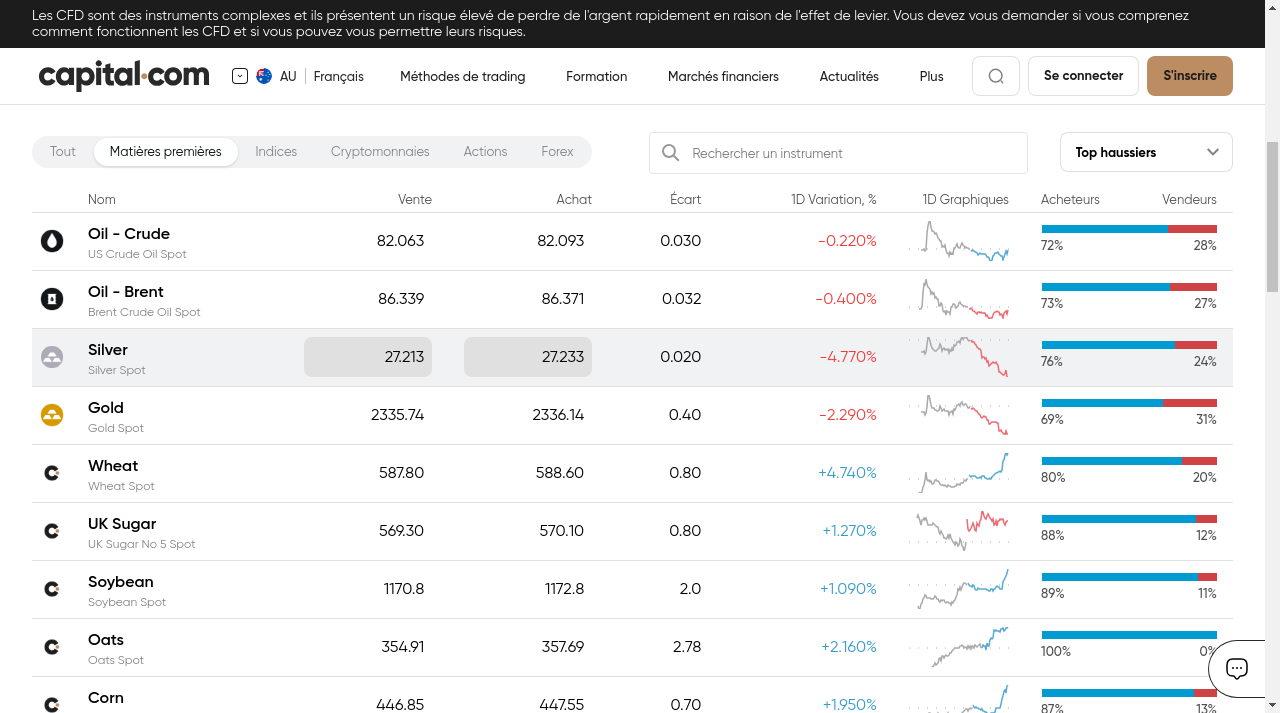 Les CFD sont des instruments complexes et ils présentent un risque élevé de perdre de l'argent rapidement en raison de l'effet de levier. Vous devez vous demander si vous comprenez
comment fonctionnent les CFD et si vous pouvez vous permettre leurs risques.
capital.com AU Français Méthodes de trading Formation Marchés financiers Actualités Plus Se connecter S'inscrire
Tout Matières premières Indices Cryptomonnaies Actions Forex Rechercher un instrument Top haussiers
Nom Vente Achat Écart 1D Variation, % 1D Graphiques Acheteurs Vendeurs
Oil - Crude 82.063 82.093 0.030 -0.220% 72% 28%
US Crude Oil Spot
Oil - Brent 86.339 86.371 0.032 -0.400% 73% 27%
Brent Crude Oil Spot
Silver 27.213 27.233 0.020 -4.770% 76% 24%
Silver Spot
Gold 2335.74 2336.14 0.40 -2.290% 69% 31%
Gold Spot
Wheat 587.80 588.60 0.80 +4.740% 80% 20%
Wheat Spot
UK Sugar 569.30 570.10 0.80 +1.270% 88% 12%
UK Sugar No 5 Spot
Soybean 1170.8 1172.8 2.0 +1.090% 89% 11%
Soybean Spot
Oats 354.91 357.69 2.78 +2.160% 100% 0%
Oats Spot
Corn 446.85 447.55 0.70 +1.950% 87% 13%